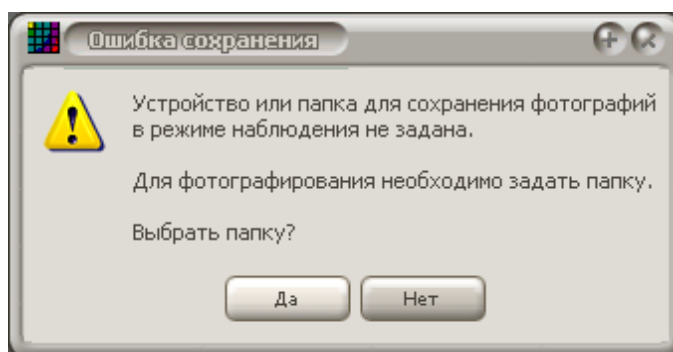 Ошибка сохранения
Устройство или папка для сохранения фотографий
в режиме наблюдения не задана.
Для фотографирования необходимо задать папку.
Выбрать папку?
Да
Нет